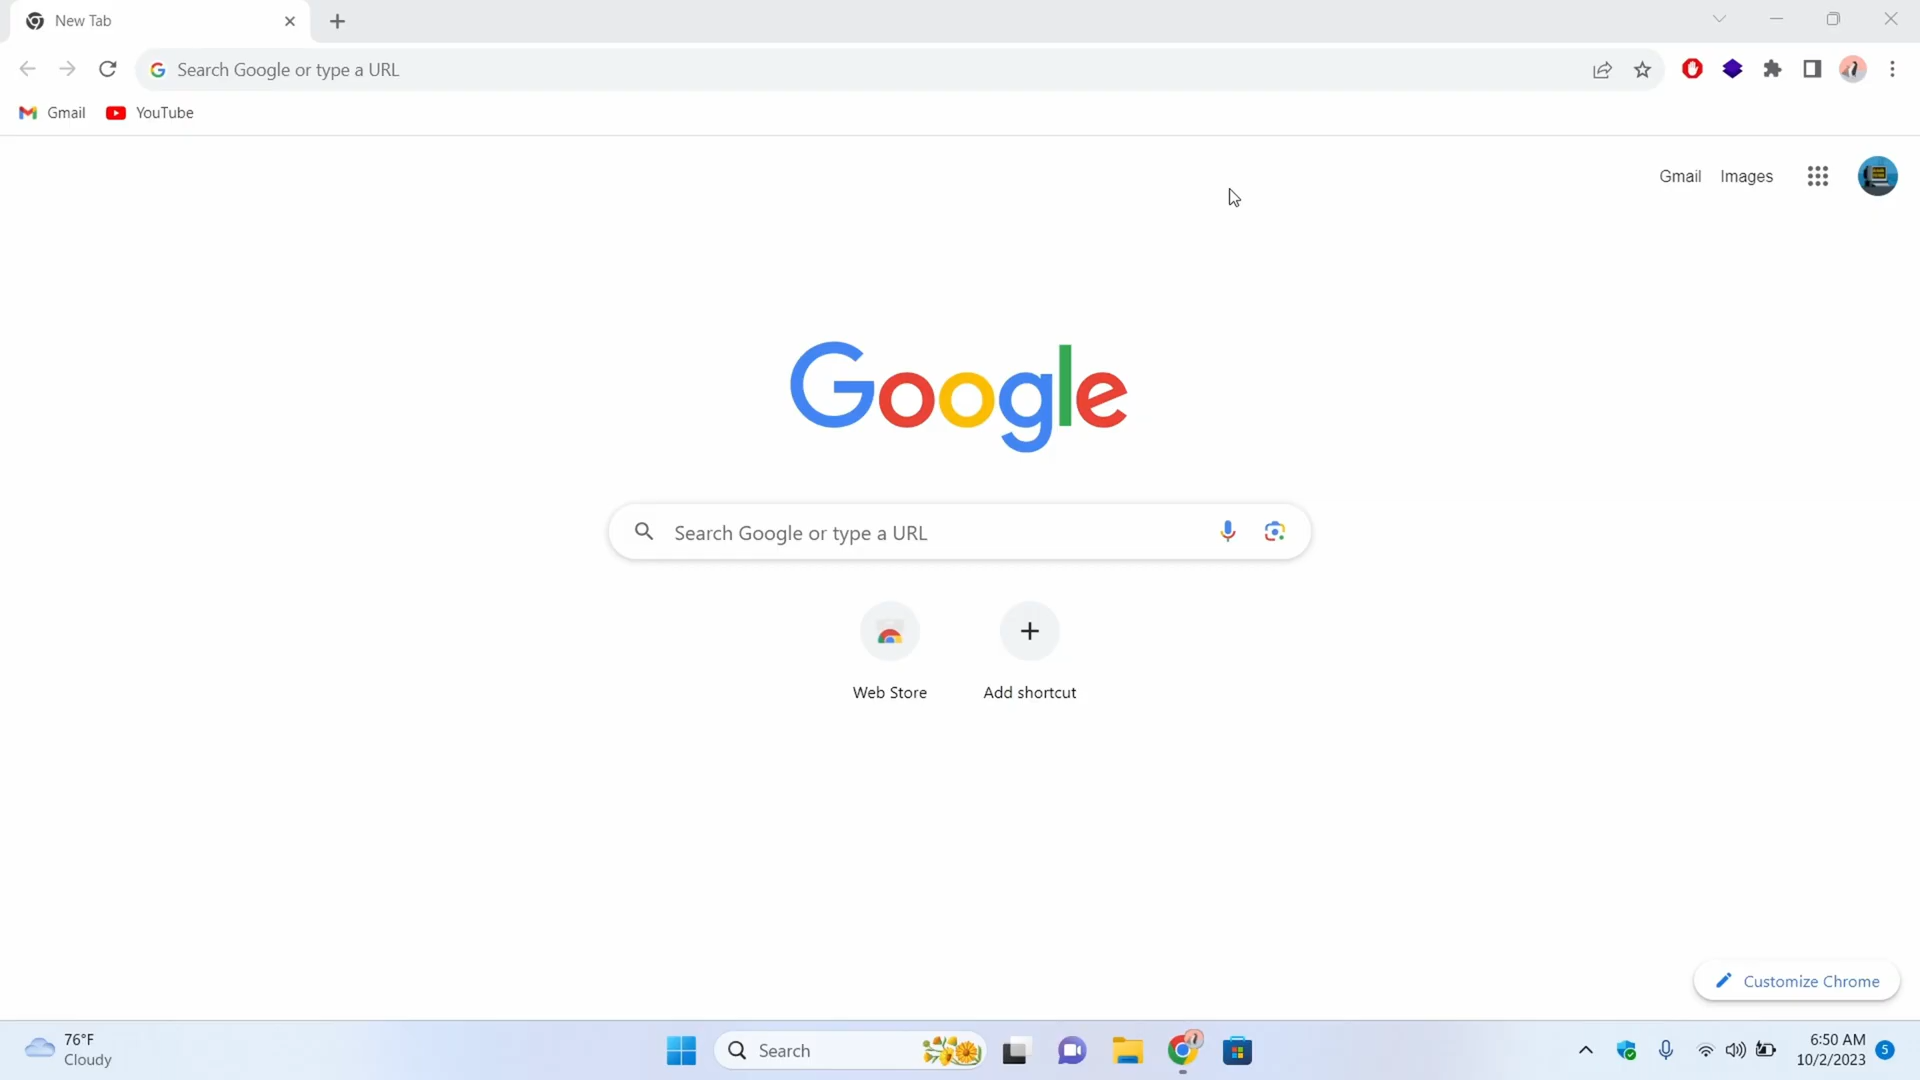 New Tab
Search Google or type a URL
Gmail YouTube
Gmail Images
Google
Search Google or type a URL
Web Store Add shortcut
Customize Chrome
76°F
Cloudy
Search
6:50 AM
10/2/2023
5